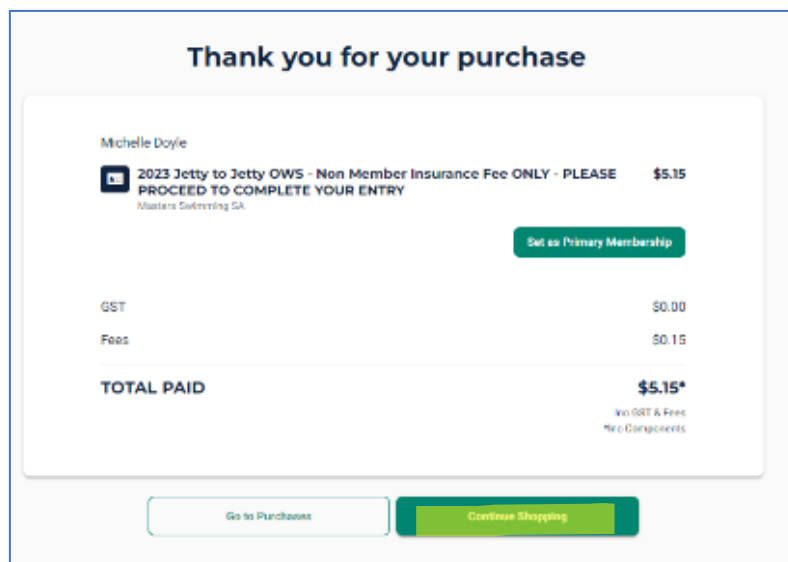 Thank you for your purchase
Michelle Doyle
2023 Jetty to Jetty OWS - Non Member Insurance Fee ONLY - PLEASE $5.15
PROCEED TO COMPLETE YOUR ENTRY
Masters Swimming SA
Set as Primary Membership
GST $0.00
Fees $0.15
TOTAL PAID $5.15*
Inc GST & Fees
*Inc Components
Go to Purchases Continue Shopping